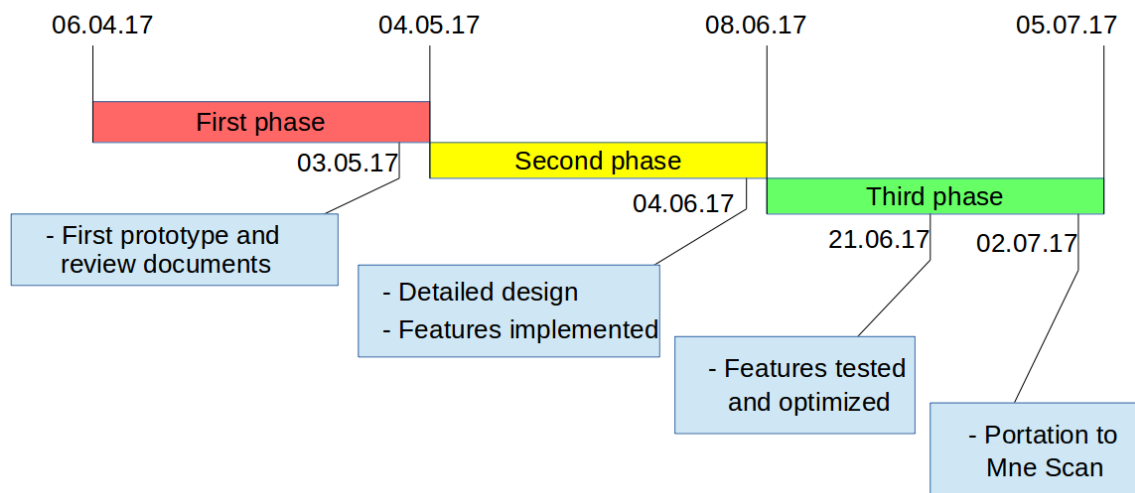 06.04.17 04.05.17 08.06.17 05.07.17
First phase
03.05.17
Second phase
04.06.17
Third phase
21.06.17
02.07.17
- First prototype and
review documents
- Detailed design
- Features implemented
- Features tested
and optimized
- Portation to
Mne Scan